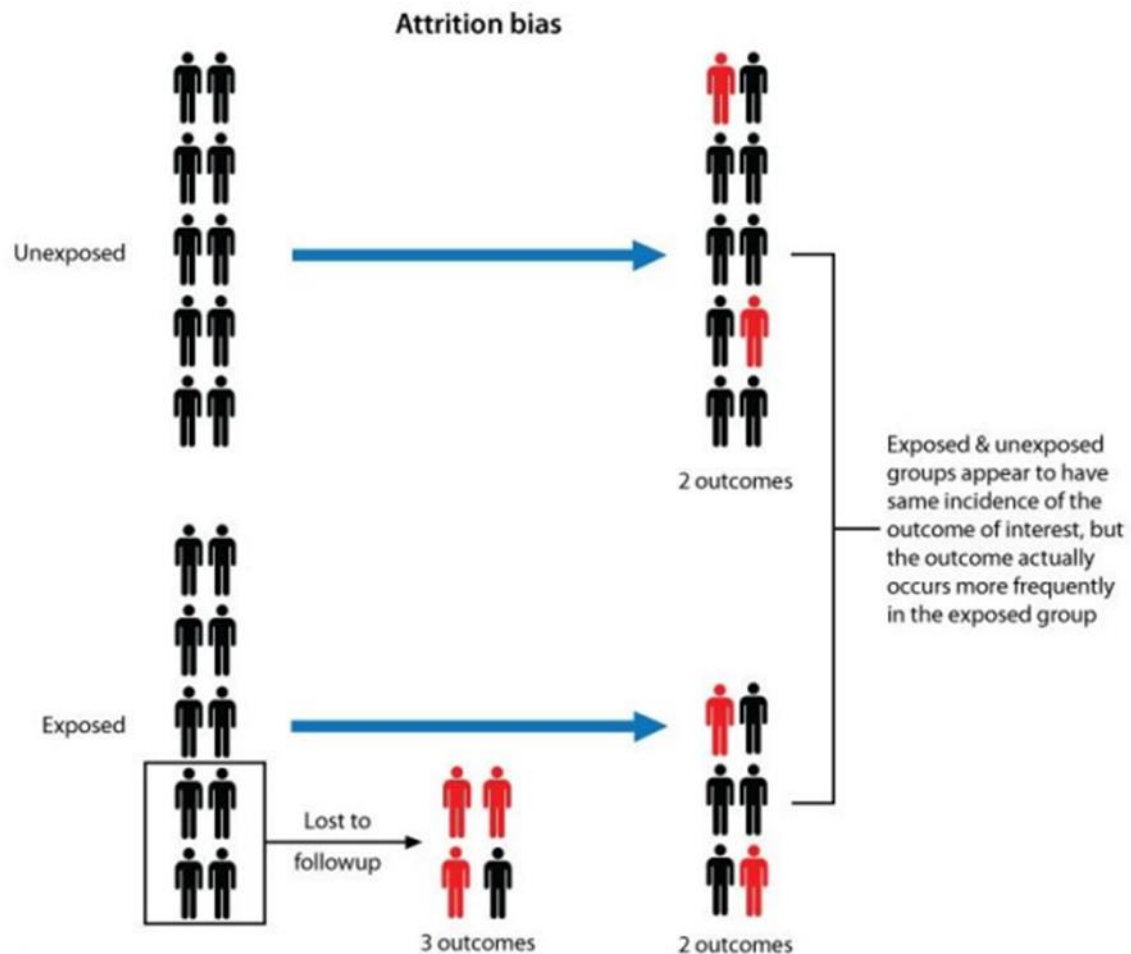 Attrition bias
Unexposed
2 outcomes
Exposed & unexposed
groups appear to have
same incidence of the
outcome of interest, but
the outcome actually
occurs more frequently
in the exposed group
Exposed
Lost to
followup
3 outcomes
2 outcomes